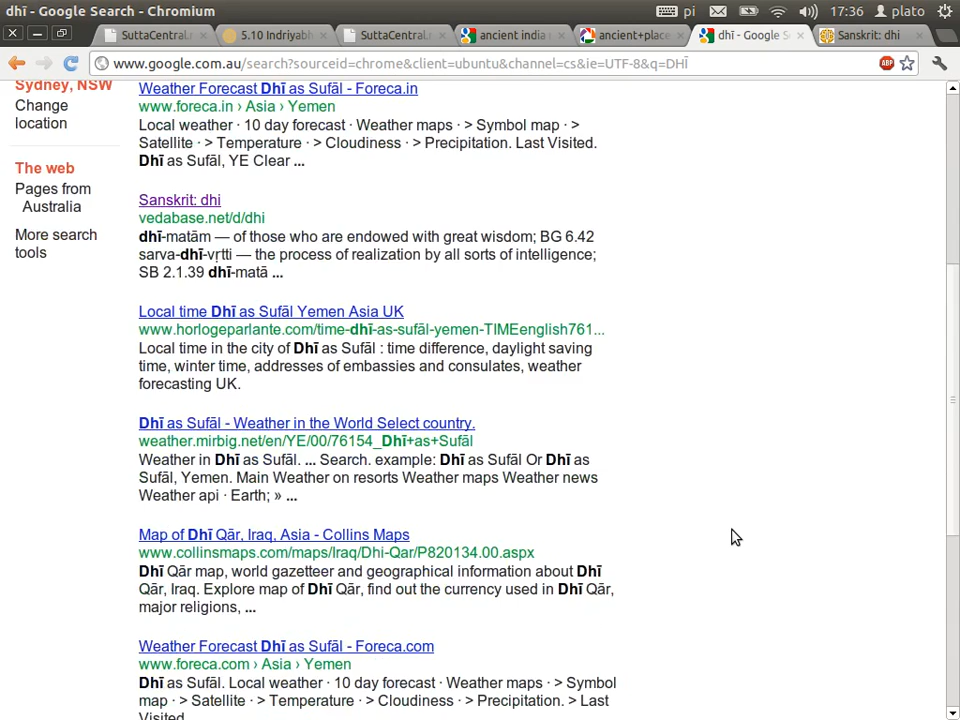 dhī - Google Search - Chromium
pi 17:36 plato
SuttaCentral.n 5.10 Indriyabh SuttaCentral.n ancient india ancient+place dhī - Google Se Sanskrit: dhi
www.google.com.au/search?sourceid=chrome&client=ubuntu&channel=cs&ie=UTF-8&q=DHĪ
ABP
Sydney, NSW
Change
location
The web
Pages from
Australia
More search
tools
Weather Forecast Dhī as Sufāl - Foreca.in
www.foreca.in › Asia › Yemen
Local weather · 10 day forecast · Weather maps · > Symbol map · >
Satellite · > Temperature · > Cloudiness · > Precipitation. Last Visited.
Dhī as Sufāl, YE Clear ...
Sanskrit: dhi
vedabase.net/d/dhi
dhī-matām — of those who are endowed with great wisdom; BG 6.42
sarva-dhī-vṛtti — the process of realization by all sorts of intelligence;
SB 2.1.39 dhī-matā ...
Local time Dhī as Sufāl Yemen Asia UK
www.horlogeparlante.com/time-dhī-as-sufāl-yemen-TIMEenglish761...
Local time in the city of Dhī as Sufāl : time difference, daylight saving
time, winter time, addresses of embassies and consulates, weather
forecasting UK.
Dhī as Sufāl - Weather in the World Select country.
weather.mirbig.net/en/YE/00/76154_Dhī+as+Sufāl
Weather in Dhī as Sufāl. ... Search. example: Dhī as Sufāl Or Dhī as
Sufāl, Yemen. Main Weather on resorts Weather maps Weather news
Weather api · Earth; » ...
Map of Dhī Qār, Iraq, Asia - Collins Maps
www.collinsmaps.com/maps/Iraq/Dhi-Qar/P820134.00.aspx
Dhī Qār map, world gazetteer and geographical information about Dhī
Qār, Iraq. Explore map of Dhī Qār, find out the currency used in Dhī Qār,
major religions, ...
Weather Forecast Dhī as Sufāl - Foreca.com
www.foreca.com › Asia › Yemen
Dhī as Sufāl. Local weather · 10 day forecast · Weather maps · > Symbol
map · > Satellite · > Temperature · > Cloudiness · > Precipitation. > Last
Visited